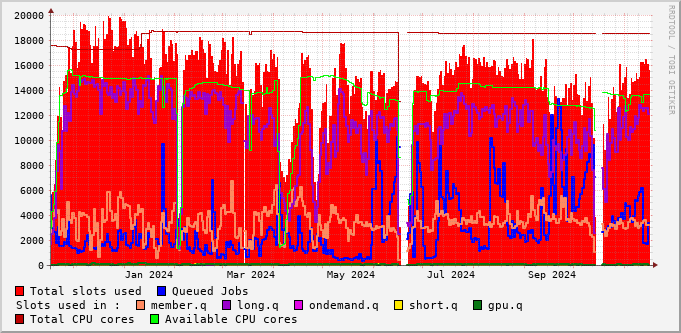 20000
18000
16000
14000
12000
10000
8000
6000
4000
2000
0
Jan 2024 Mar 2024 May 2024 Jul 2024 Sep 2024
RRDTOOL / TOBI OETIKER
Total slots used Queued Jobs
Slots used in : member.q long.q ondemand.q short.q gpu.q
Total CPU cores Available CPU cores